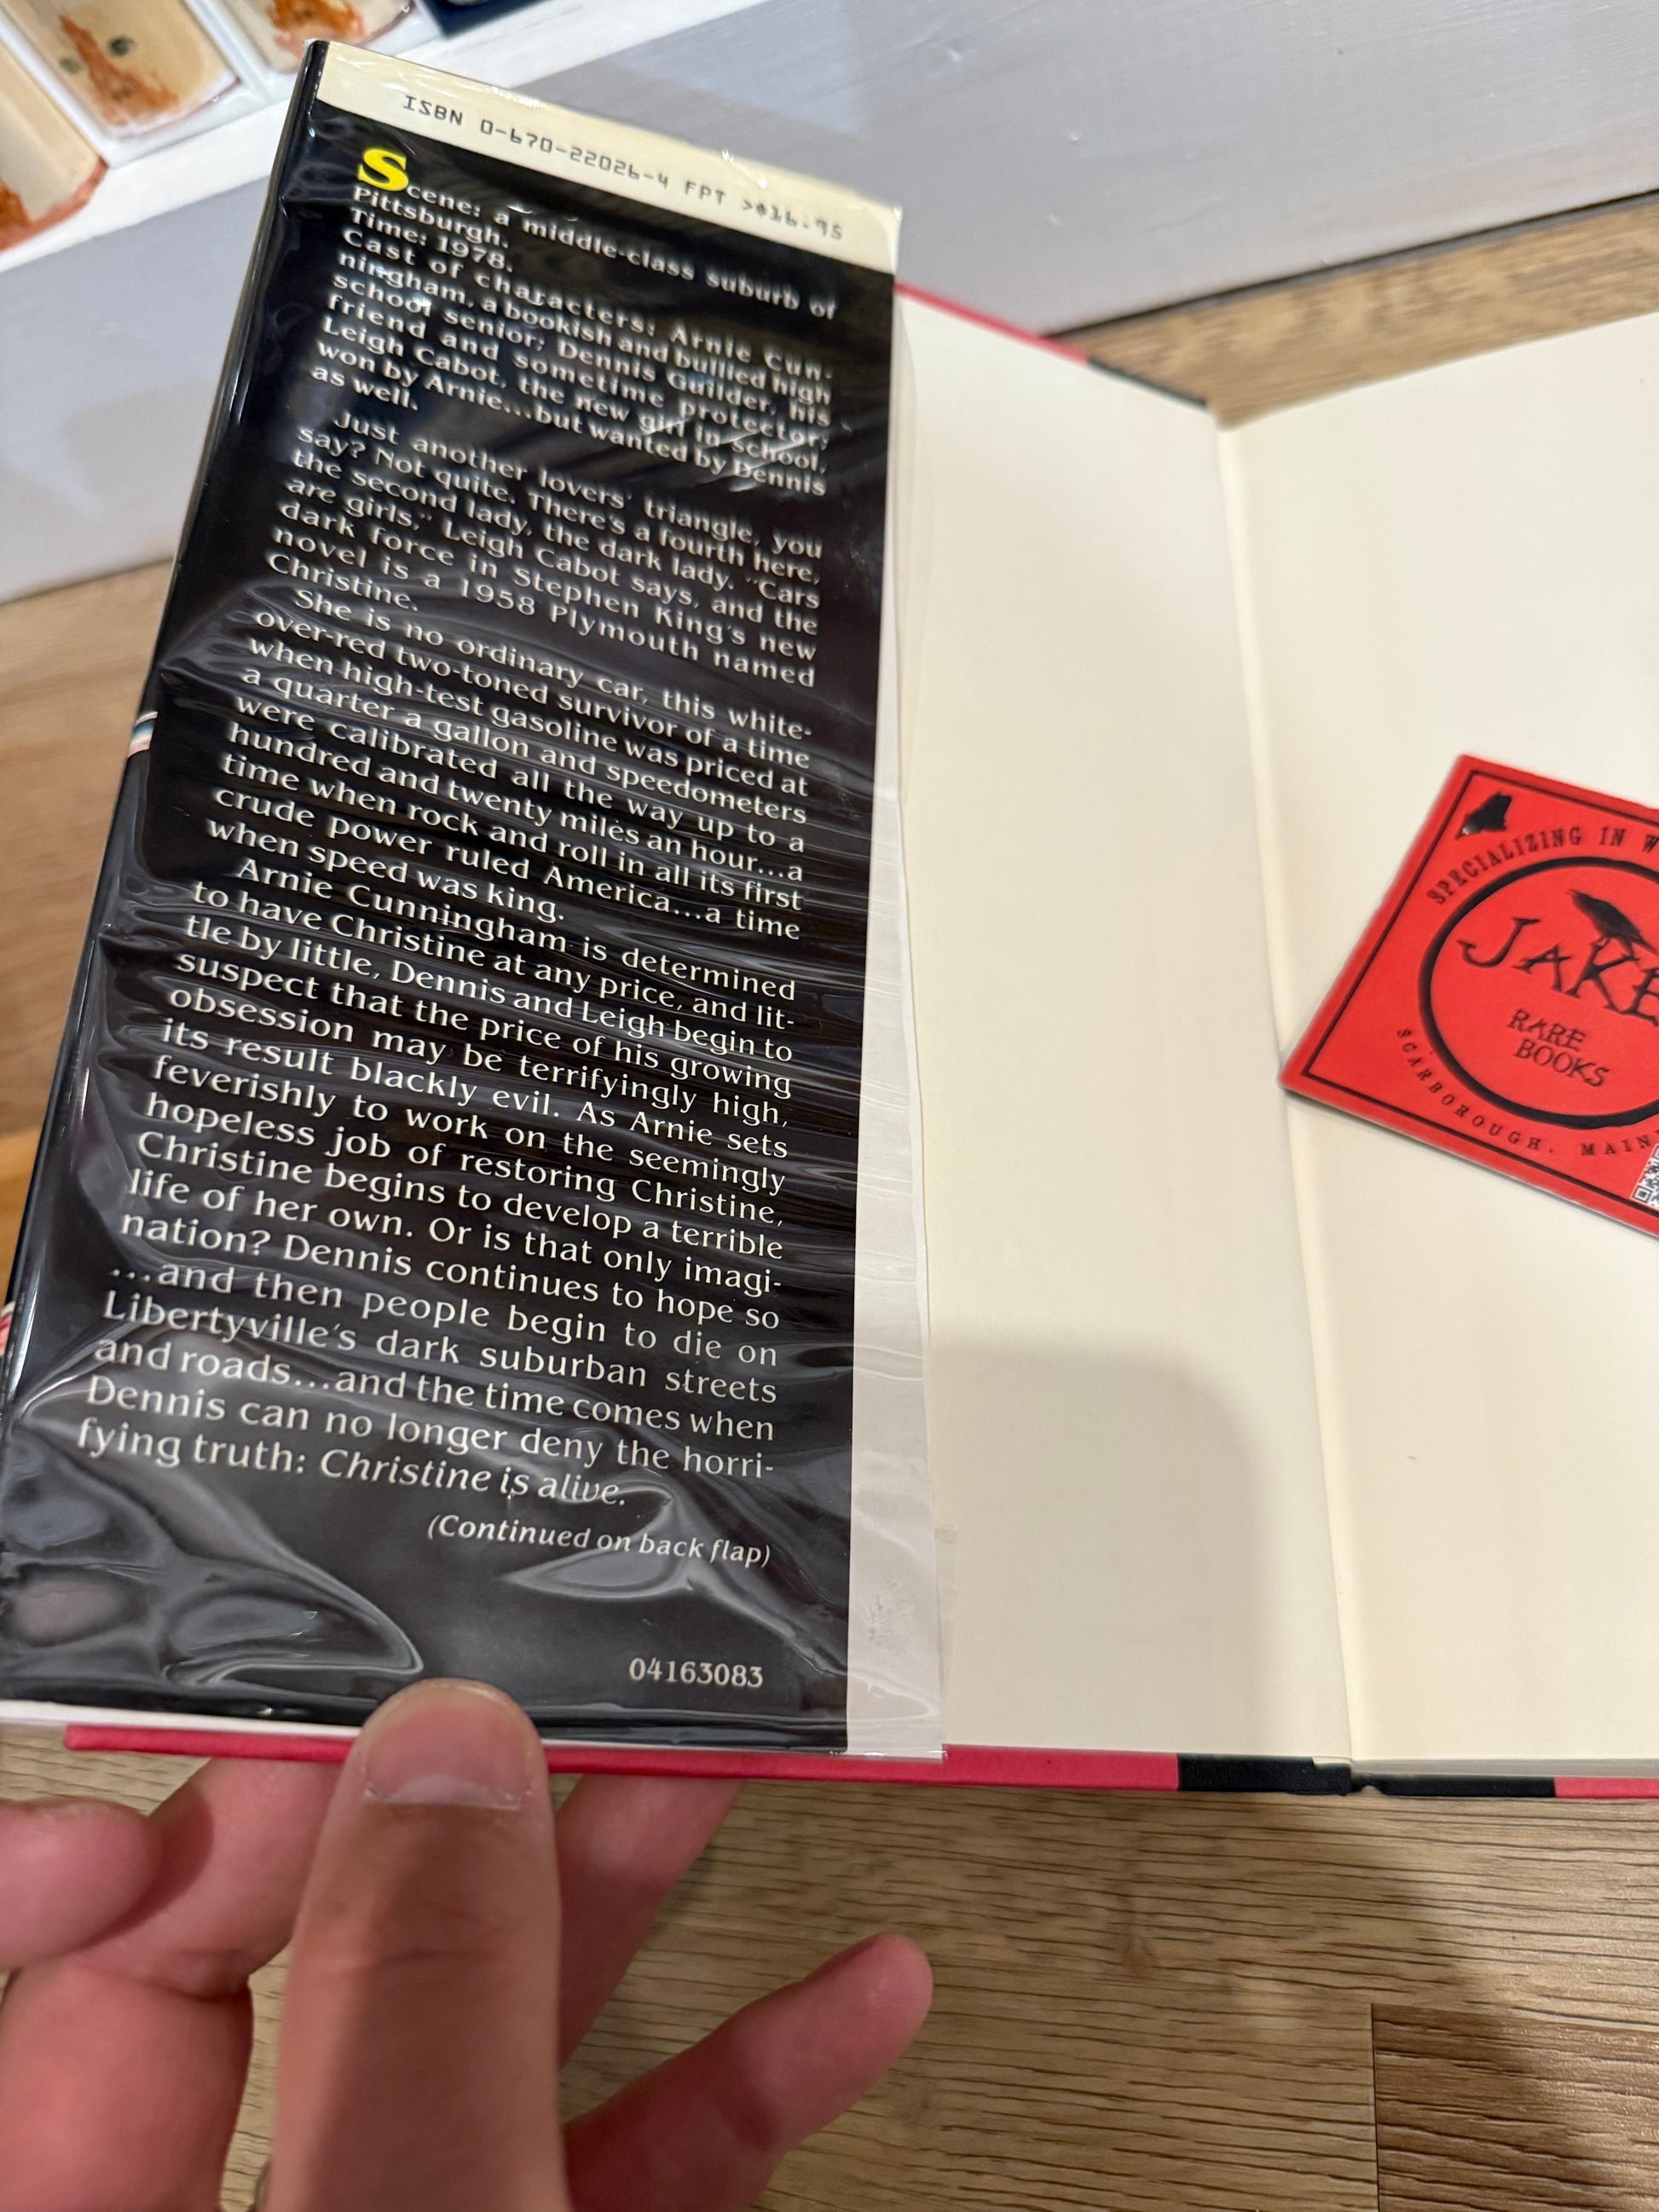 ISBN 0-670-22026-4 FPT >$16.95
Scene: a middle-class suburb of
Pittsburgh.
Time: 1978.
Cast of characters: Arnie Cun-
ningham, a bookish and bullied high
school senior; Dennis Guilder, his
friend and sometime protector;
Leigh Cabot, the new girl in school,
won by Arnie...but wanted by Dennis
as well.
Just another lovers' triangle, you
say? Not quite. There's a fourth here,
the second lady, the dark lady. "Cars
are girls," Leigh Cabot says, and the
dark force in Stephen King's new
novel is a 1958 Plymouth named
Christine.
She is no ordinary car, this white-
over-red two-toned survivor of a time
when high-test gasoline was priced at
a quarter a gallon and speedometers
were calibrated all the way up to a
hundred and twenty miles an hour...a
time when rock and roll in all its first
crude power ruled America...a time
when speed was king.
Arnie Cunningham is determined
to have Christine at any price, and lit-
tle by little, Dennis and Leigh begin to
suspect that the price of his growing
obsession may be terrifyingly high,
its result blackly evil. As Arnie sets
feverishly to work on the seemingly
hopeless job of restoring Christine,
Christine begins to develop a terrible
life of her own. Or is that only imagi-
nation? Dennis continues to hope so
...and then people begin to die on
Libertyville's dark suburban streets
and roads...and the time comes when
Dennis can no longer deny the horri-
fying truth: Christine is alive.
(Continued on back flap)
04163083
SPECIALIZING IN
JAKE
RARE
BOOKS
SCARBOROUGH, MAIN